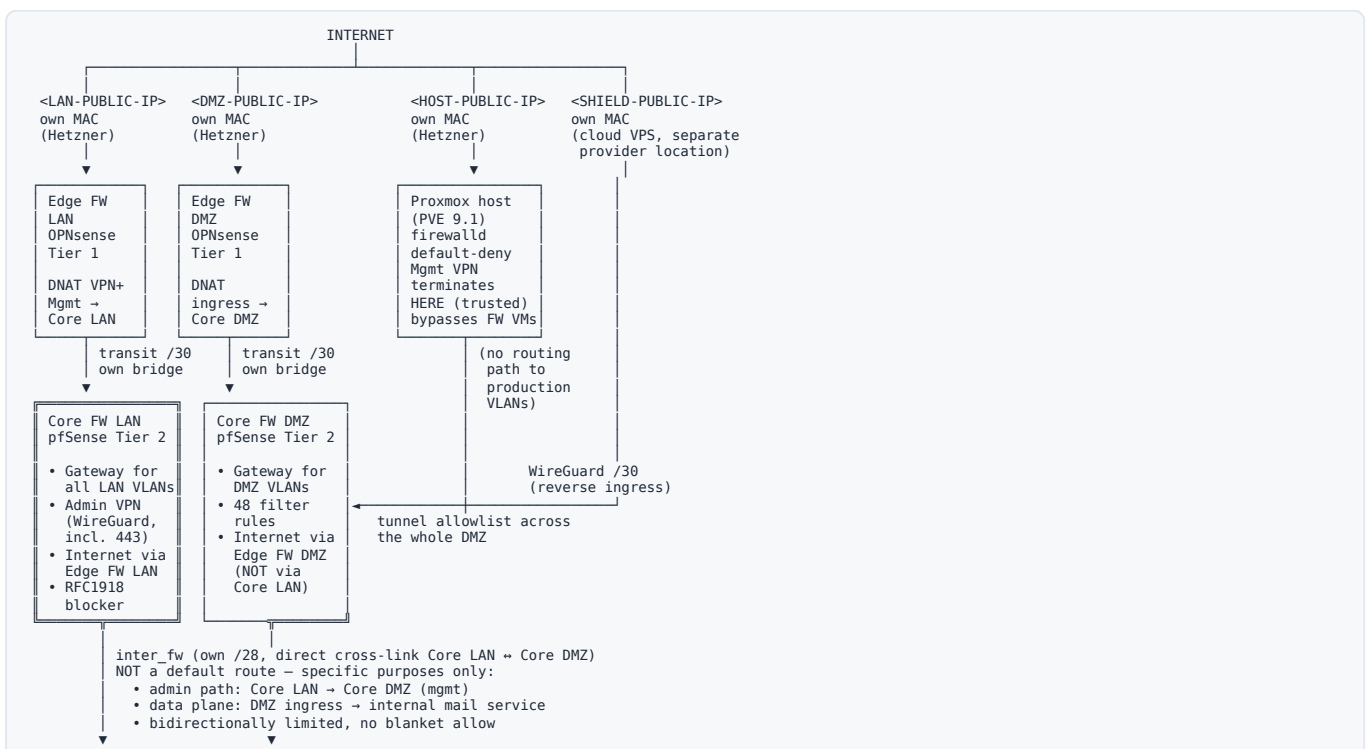 INTERNET
<LAN-PUBLIC-IP> <DMZ-PUBLIC-IP> <HOST-PUBLIC-IP> <SHIELD-PUBLIC-IP>
own MAC own MAC own MAC own MAC
(Hetzner) (Hetzner) (Hetzner) (cloud VPS, separate
provider location)
Edge FW Edge FW Proxmox host
LAN DMZ (PVE 9.1)
OPNsense OPNsense firewalld
Tier 1 Tier 1 default-deny
Mgmt VPN
DNAT VPN+ DNAT terminates
Mgmt → ingress → HERE (trusted)
Core LAN Core DMZ bypasses FW VMs
transit /30 transit /30 (no routing
own bridge own bridge path to
production
VLANs)
Core FW LAN Core FW DMZ
pfSense Tier 2 pfSense Tier 2
• Gateway for • Gateway for WireGuard /30
all LAN VLANs DMZ VLANs (reverse ingress)
• Admin VPN • 48 filter
(WireGuard, rules tunnel allowlist across
incl. 443) • Internet via the whole DMZ
• Internet via Edge FW DMZ
Edge FW LAN (NOT via
• RFC1918 Core LAN)
blocker
inter_fw (own /28, direct cross-link Core LAN ↔ Core DMZ)
NOT a default route — specific purposes only:
• admin path: Core LAN → Core DMZ (mgmt)
• data plane: DMZ ingress → internal mail service
• bidirectionally limited, no blanket allow